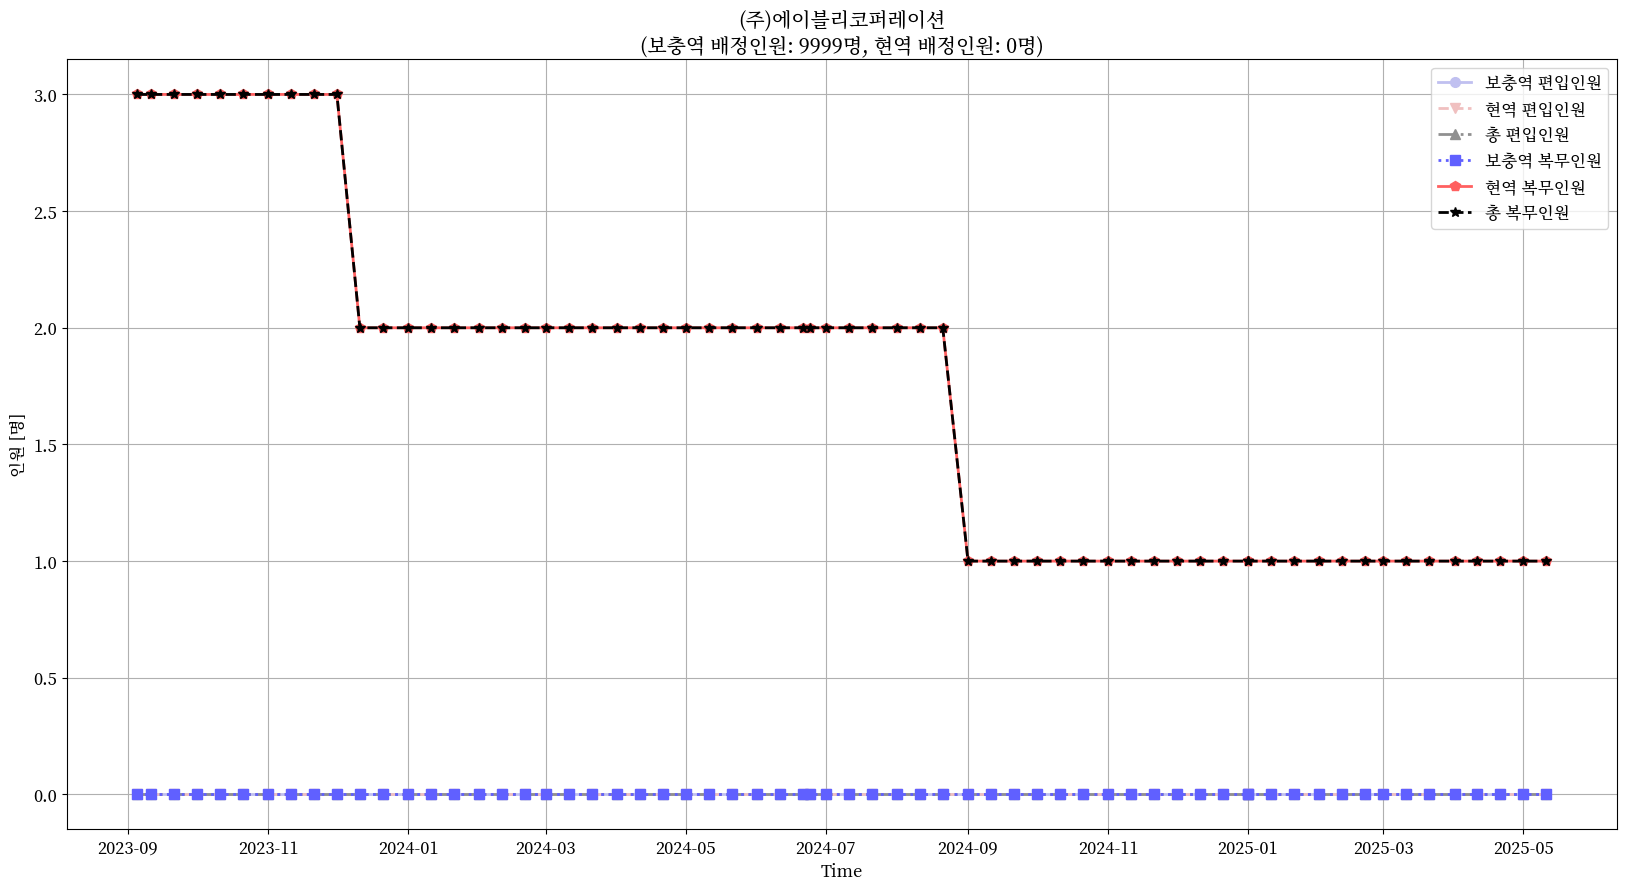 (주)에이블리코퍼레이션
(보충역 배정인원: 9999명, 현역 배정인원: 0명)
보충역 편입인원
현역 편입인원
총 편입인원
보충역 복무인원
현역 복무인원
총 복무인원
인원 [명]
3.0
2.5
2.0
1.5
1.0
0.5
0.0
2023-09 2023-11 2024-01 2024-03 2024-05 2024-07 2024-09 2024-11 2025-01 2025-03 2025-05
Time